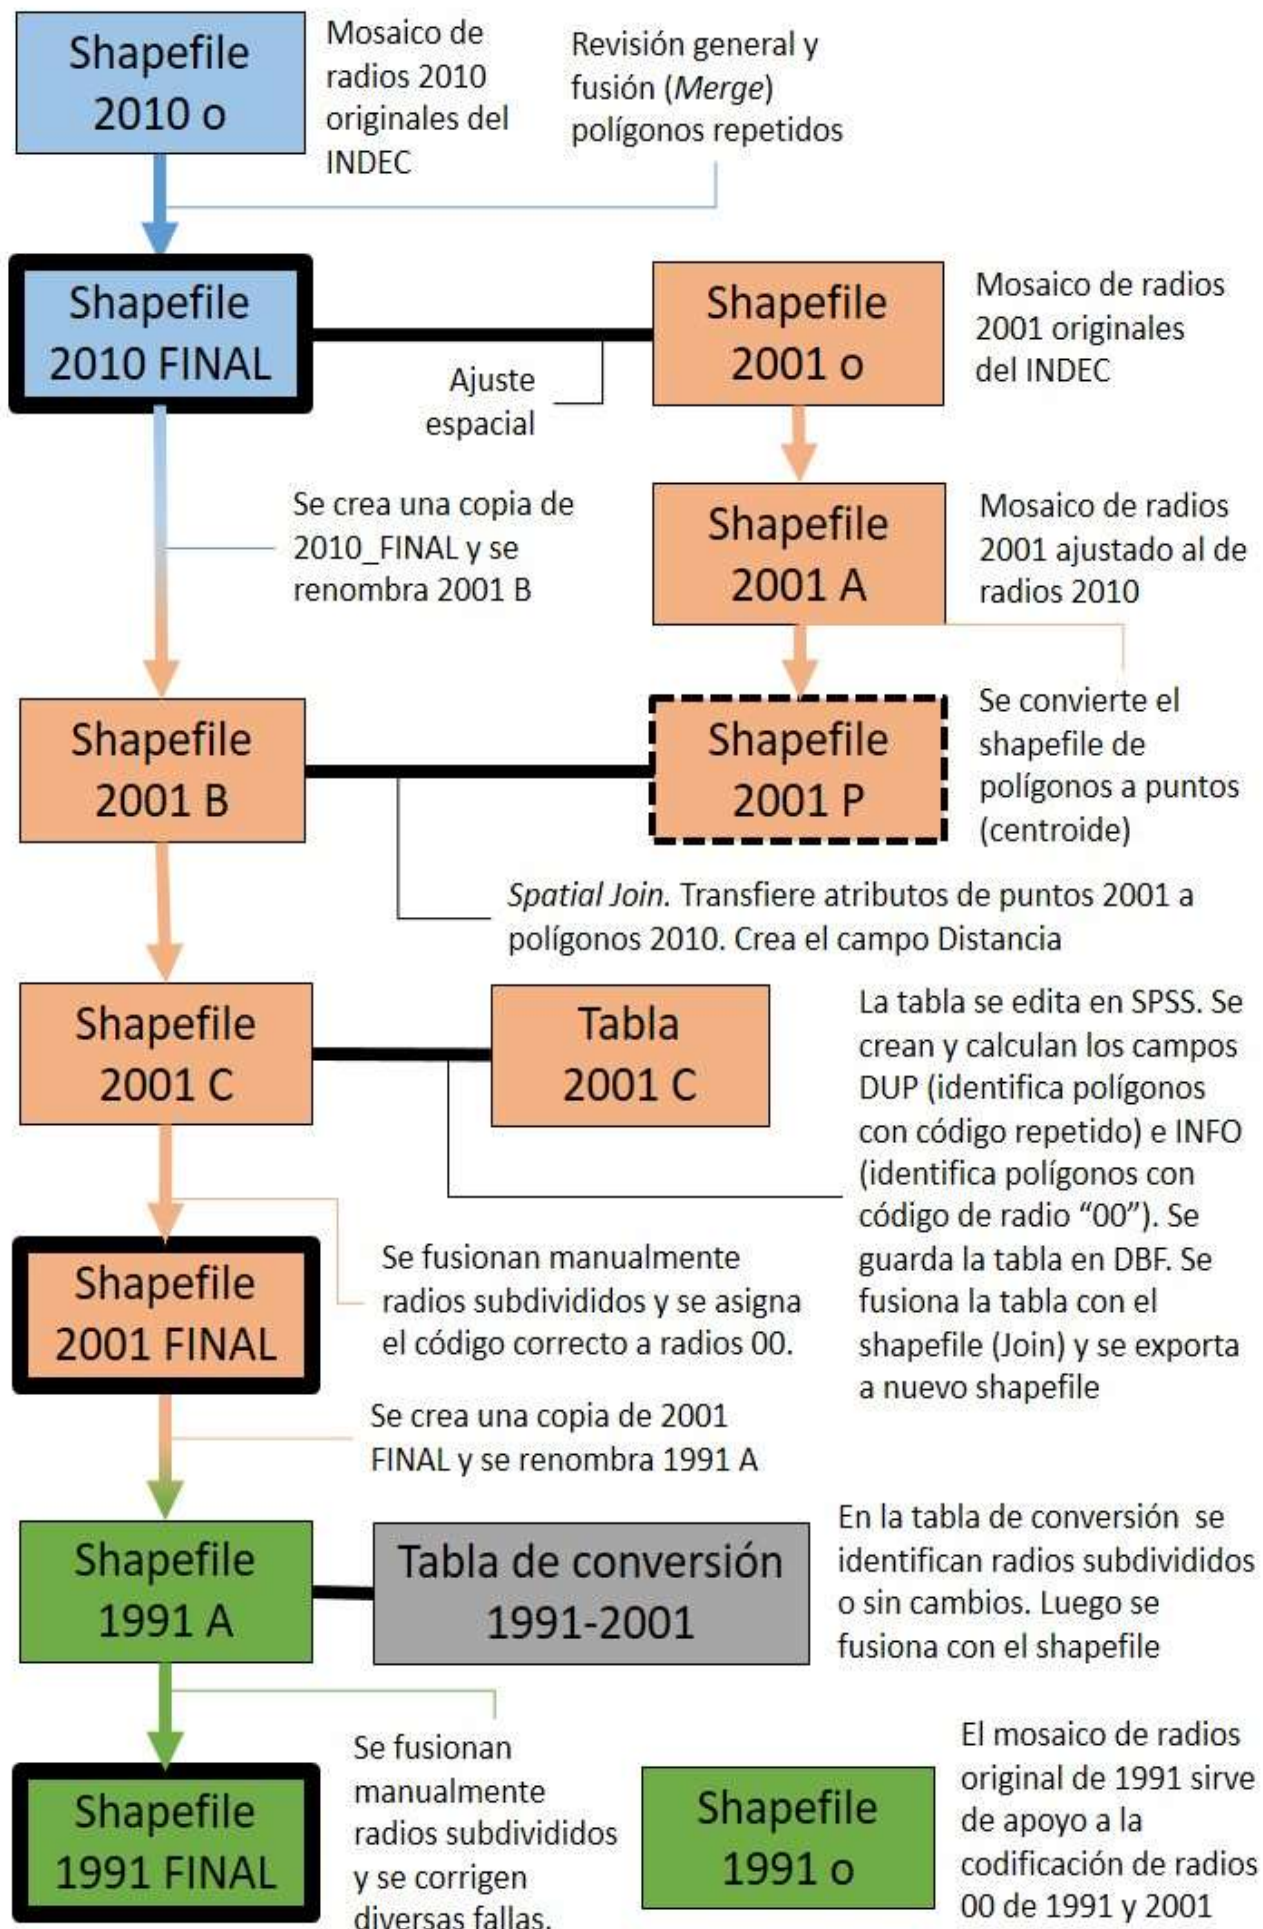 Shapefile
2010 o
Mosaico de
radios 2010
originales del
INDEC
Revisión general y
fusión (Merge)
polígonos repetidos
Shapefile
2010 FINAL
Ajuste
espacial
Shapefile
2001 o
Mosaico de radios
2001 originales
del INDEC
Se crea una copia de
2010_FINAL y se
renombra 2001 B
Shapefile
2001 A
Mosaico de radios
2001 ajustado al de
radios 2010
Shapefile
2001 B
Shapefile
2001 P
Se convierte el
shapefile de
polígonos a puntos
(centroide)
Spatial Join. Transfiere atributos de puntos 2001 a
polígonos 2010. Crea el campo Distancia
Shapefile
2001 C
Tabla
2001 C
La tabla se edita en SPSS. Se
crean y calculan los campos
DUP (identifica polígonos
con código repetido) e INFO
(identifica polígonos con
código de radio “00”). Se
guarda la tabla en DBF. Se
fusiona la tabla con el
shapefile (Join) y se exporta
a nuevo shapefile
Se fusionan manualmente
radios subdivididos y se asigna
el código correcto a radios 00.
Shapefile
2001 FINAL
Se crea una copia de 2001
FINAL y se renombra 1991 A
Shapefile
1991 A
Tabla de conversión
1991-2001
En la tabla de conversión se
identifican radios subdivididos
o sin cambios. Luego se
fusiona con el shapefile
Shapefile
1991 FINAL
Se fusionan
manualmente
radios subdivididos
y se corrigen
diversas fallas.
Shapefile
1991 o
El mosaico de radios
original de 1991 sirve
de apoyo a la
codificación de radios
00 de 1991 y 2001